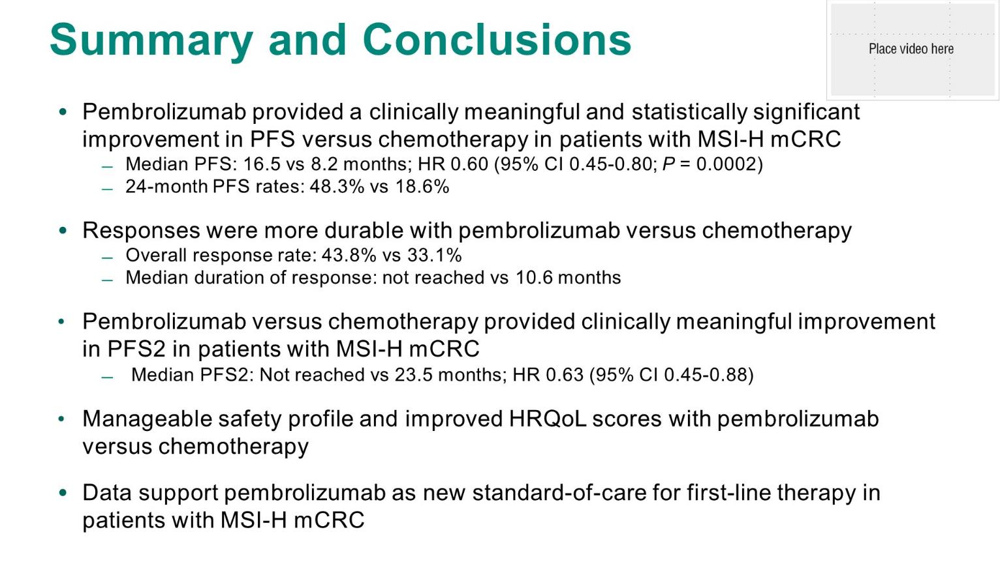 Summary and Conclusions
Place video here
• Pembrolizumab provided a clinically meaningful and statistically significant
improvement in PFS versus chemotherapy in patients with MSI-H mCRC
– Median PFS: 16.5 vs 8.2 months; HR 0.60 (95% CI 0.45-0.80; P = 0.0002)
– 24-month PFS rates: 48.3% vs 18.6%
• Responses were more durable with pembrolizumab versus chemotherapy
– Overall response rate: 43.8% vs 33.1%
– Median duration of response: not reached vs 10.6 months
• Pembrolizumab versus chemotherapy provided clinically meaningful improvement
in PFS2 in patients with MSI-H mCRC
– Median PFS2: Not reached vs 23.5 months; HR 0.63 (95% CI 0.45-0.88)
• Manageable safety profile and improved HRQoL scores with pembrolizumab
versus chemotherapy
• Data support pembrolizumab as new standard-of-care for first-line therapy in
patients with MSI-H mCRC